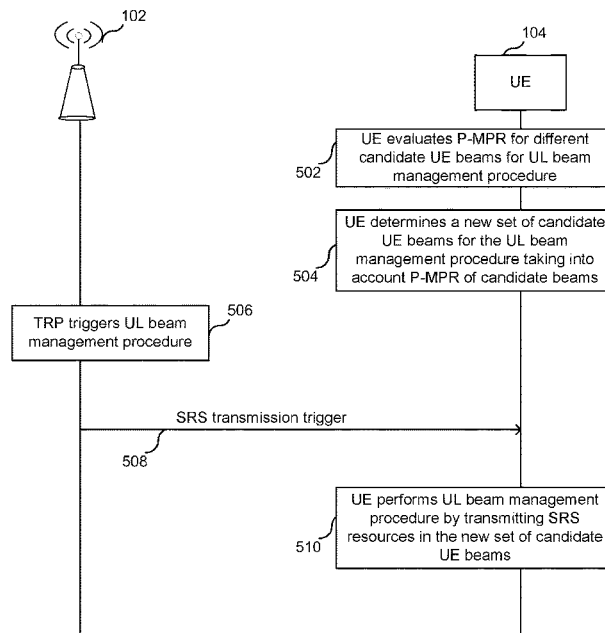 102
104
UE
UE evaluates P-MPR for different
candidate UE beams for UL beam
management procedure
502
UE determines a new set of candidate
UE beams for the UL beam
management procedure taking into
account P-MPR of candidate beams
504
506
TRP triggers UL beam
management procedure
SRS transmission trigger
508
UE performs UL beam management
procedure by transmitting SRS
resources in the new set of candidate
UE beams
510